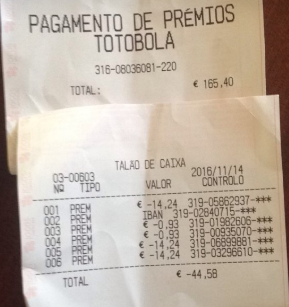 PAGAMENTO DE PRÉMIOS
TOTOBOLA
316-08036081-220
TOTAL: € 165,40
TALAO DE CAIXA
03-00603 2016/11/14
Nº TIPO VALOR CONTROLO
001 PREM € -14,24 319-05862937-***
002 PREM IBAN 319-02840715-***
003 PREM € -0,93 319-01982606-***
004 PREM € -0,93 319-00935070-***
005 PREM € -14,24 319-06899881-***
006 PREM € -14,24 319-03296610-***
TOTAL € -44,58